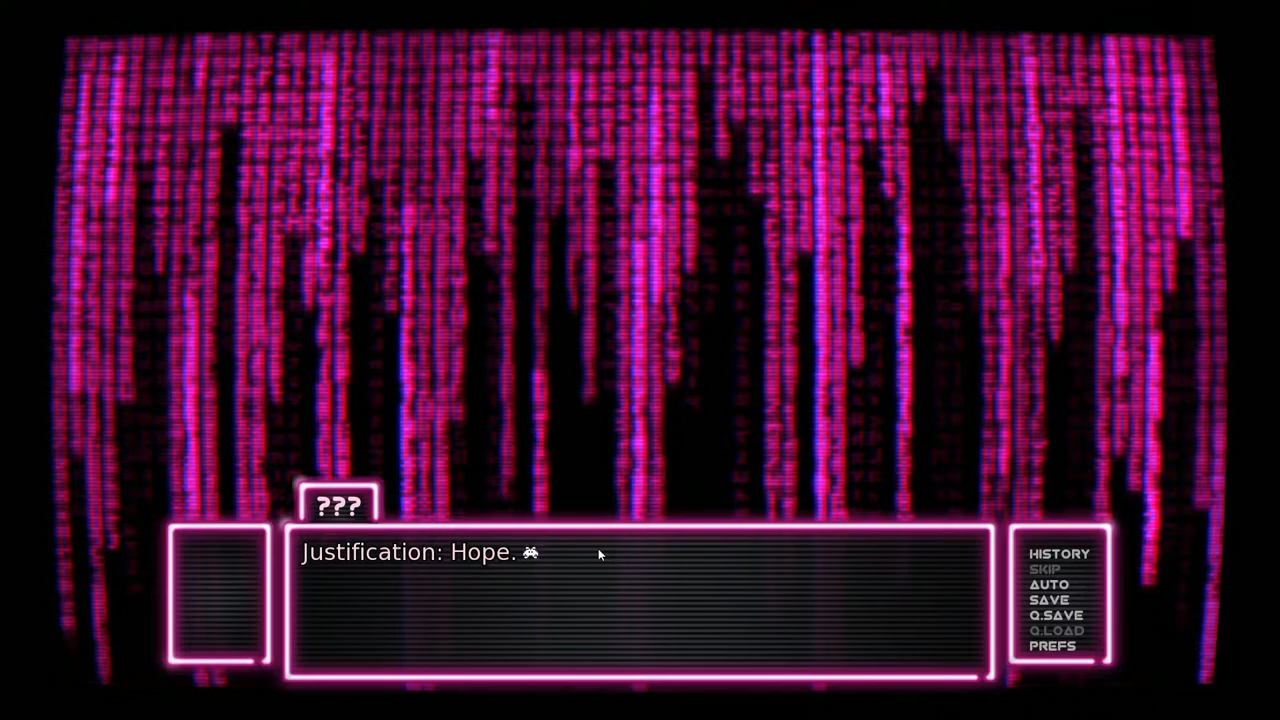 ???
Justification: Hope.
HISTORY
SKIP
AUTO
SAVE
Q.SAVE
Q.LOAD
PREFS